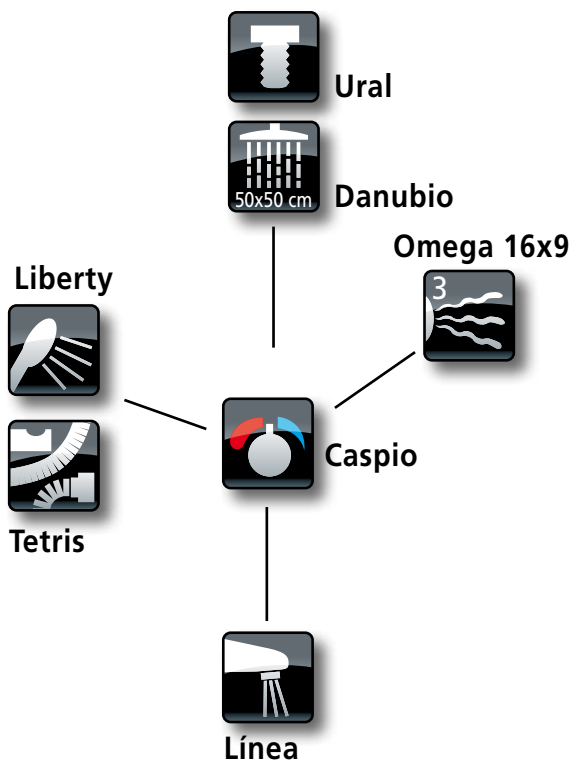 Ural
50x50 cm
Danubio
Omega 16x9
3
Liberty
Caspio
Tetris
Línea